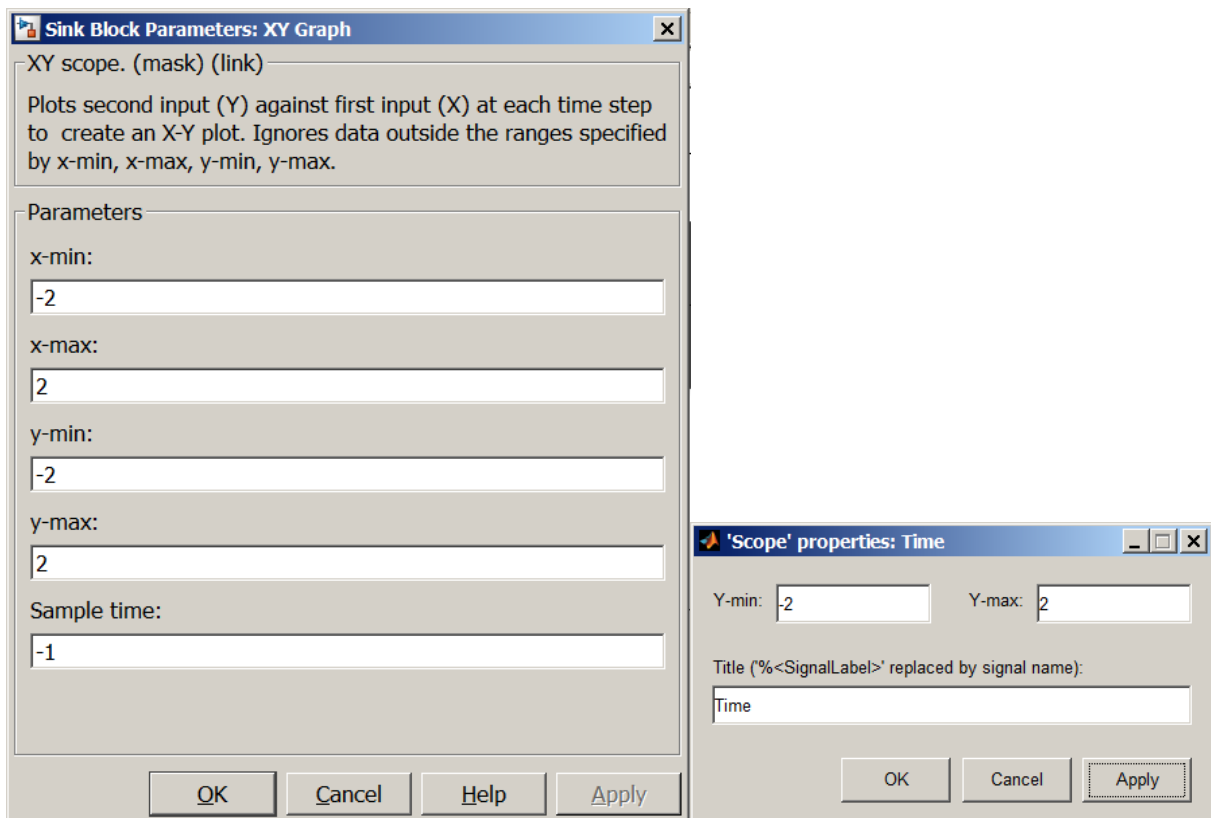 Sink Block Parameters: XY Graph
XY scope. (mask) (link)
Plots second input (Y) against first input (X) at each time step
to create an X-Y plot. Ignores data outside the ranges specified
by x-min, x-max, y-min, y-max.
Parameters
x-min:
-2
x-max:
2
y-min:
-2
y-max:
2
Sample time:
-1
OK Cancel Help Apply
'Scope' properties: Time
Y-min: -2 Y-max: 2
Title ('%<SignalLabel>' replaced by signal name):
Time
OK Cancel Apply